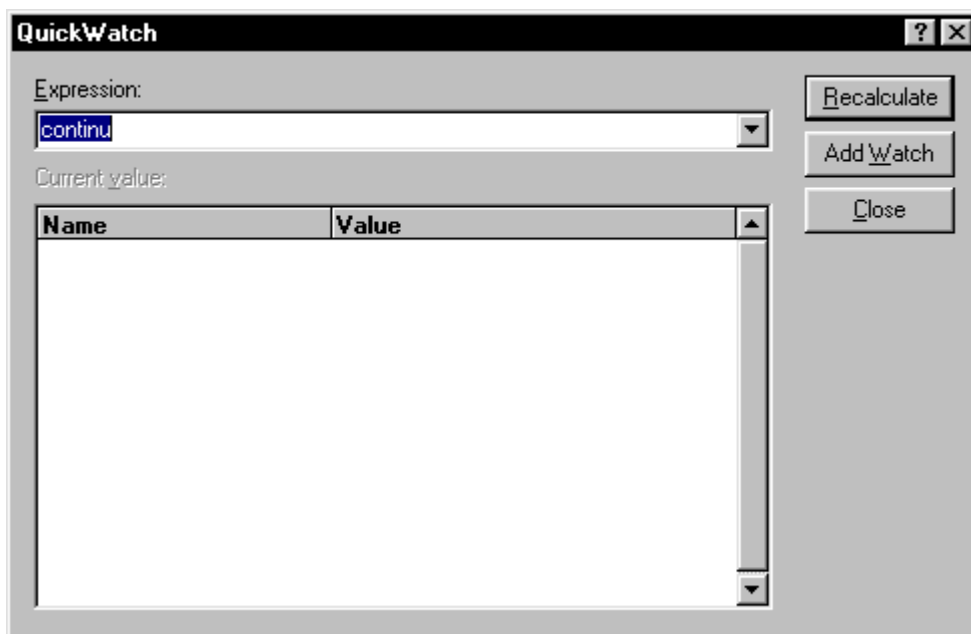 QuickWatch
Expression:
continu
Current value:
Name Value
Recalculate
Add Watch
Close